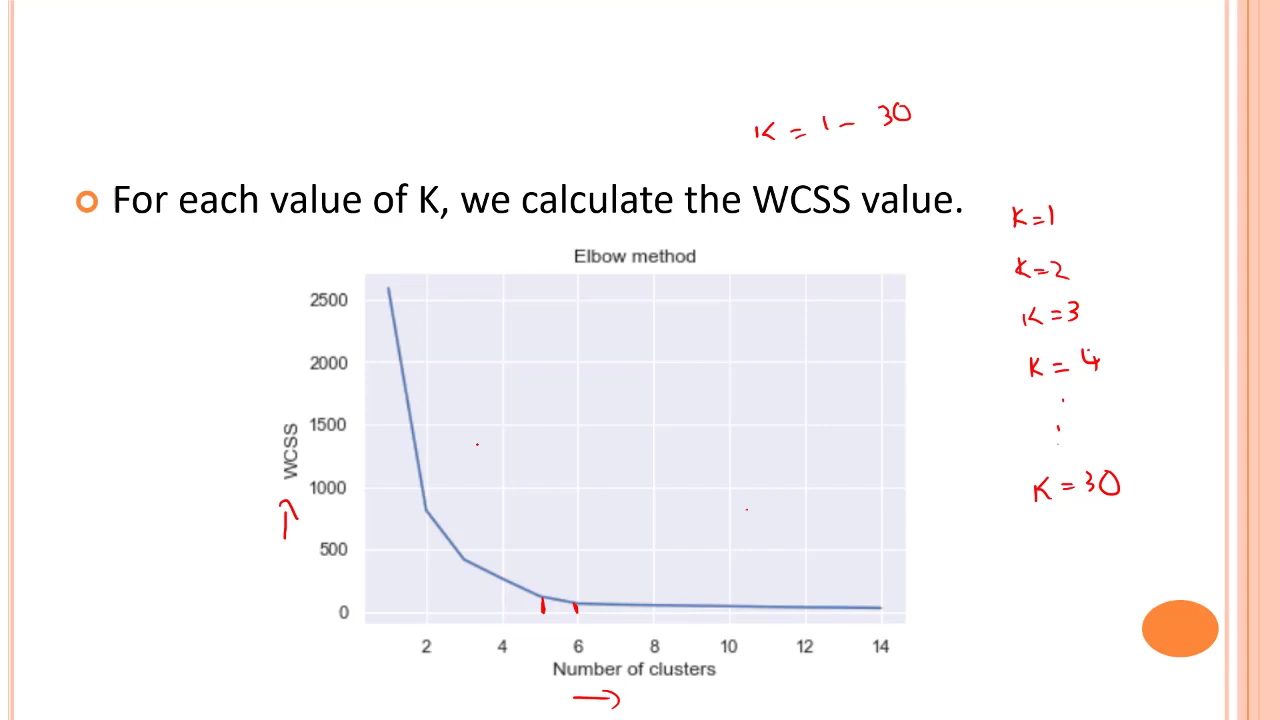 K = 1 - 30
For each value of K, we calculate the WCSS value.
K = 1
K = 2
K = 3
K = 4
K = 30
Elbow method
2500
2000
1500
1000
500
0
WCSS
2 4 6 8 10 12 14
Number of clusters